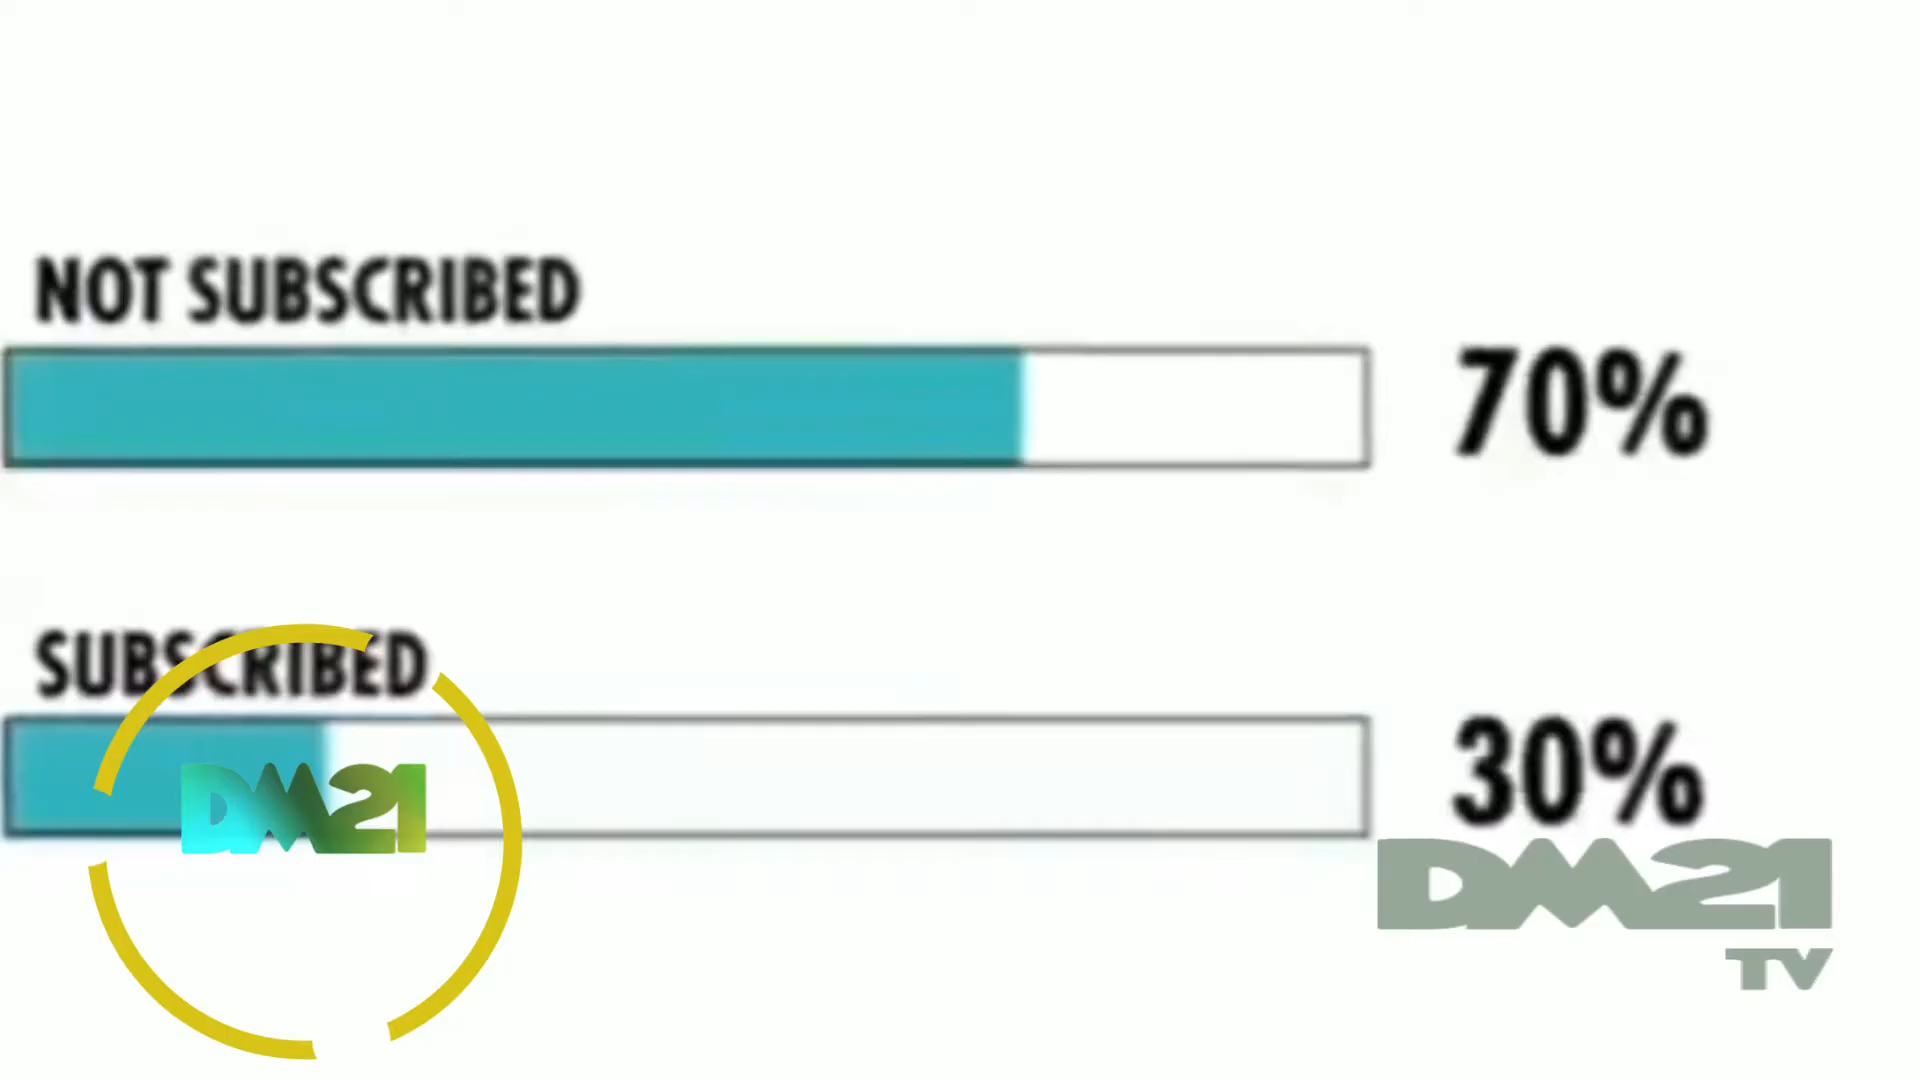 NOT SUBSCRIBED
70%
SUBSCRIBED
30%
DM21
DM21
TV